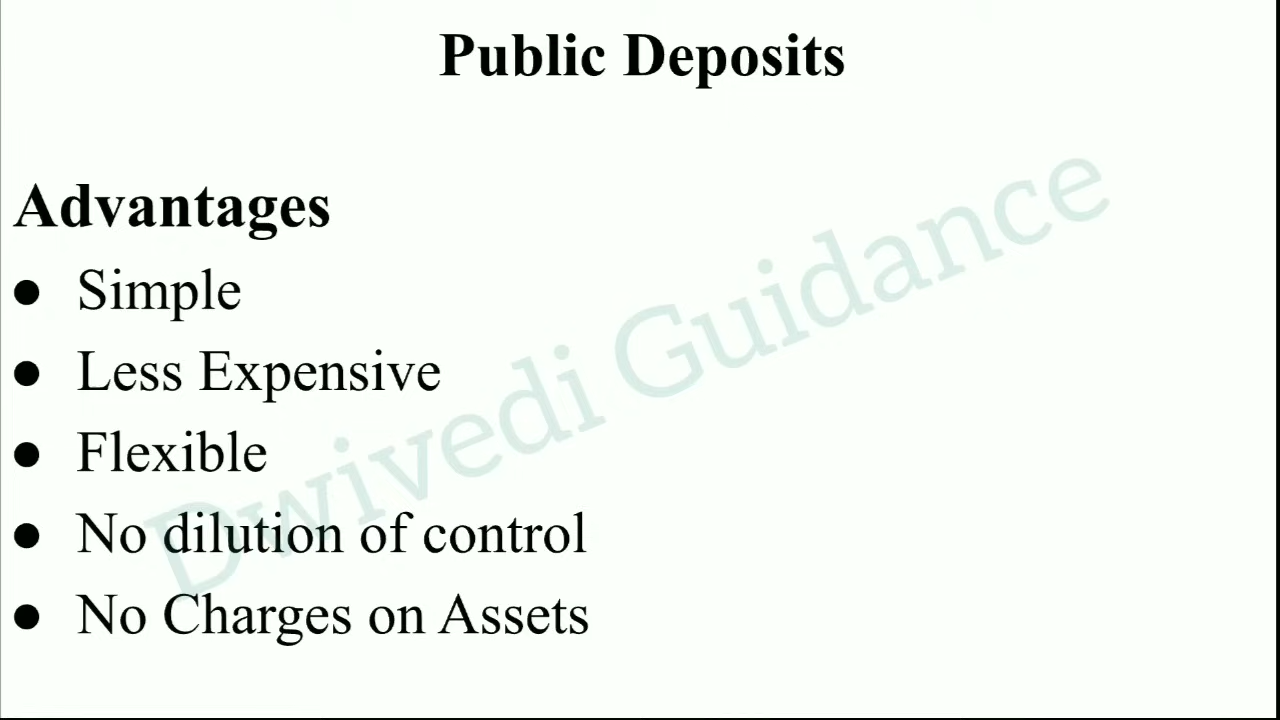 Public Deposits
Advantages
● Simple
● Less Expensive
● Flexible
● No dilution of control
● No Charges on Assets
Dwivedi Guidance